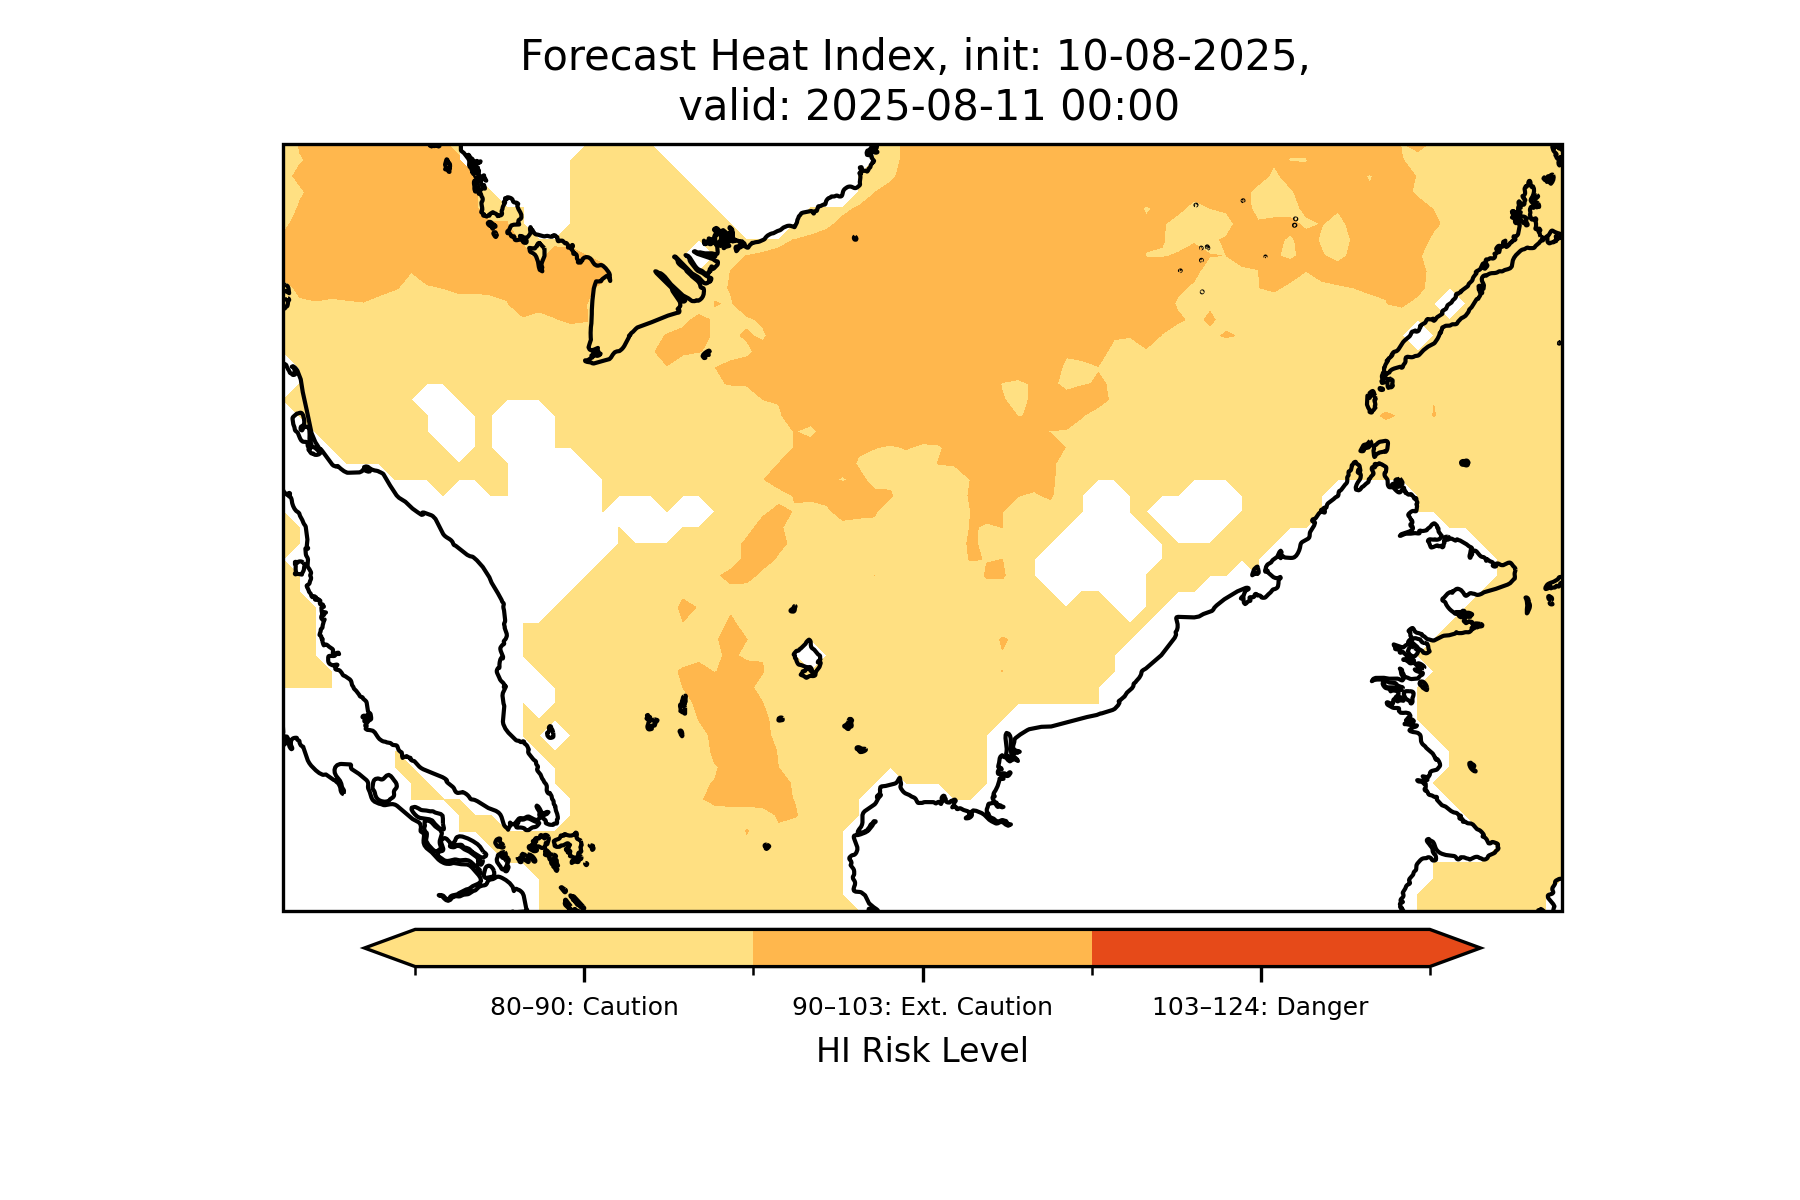 Forecast Heat Index, init: 10-08-2025,
valid: 2025-08-11 00:00
80–90: Caution
90–103: Ext. Caution
103–124: Danger
HI Risk Level